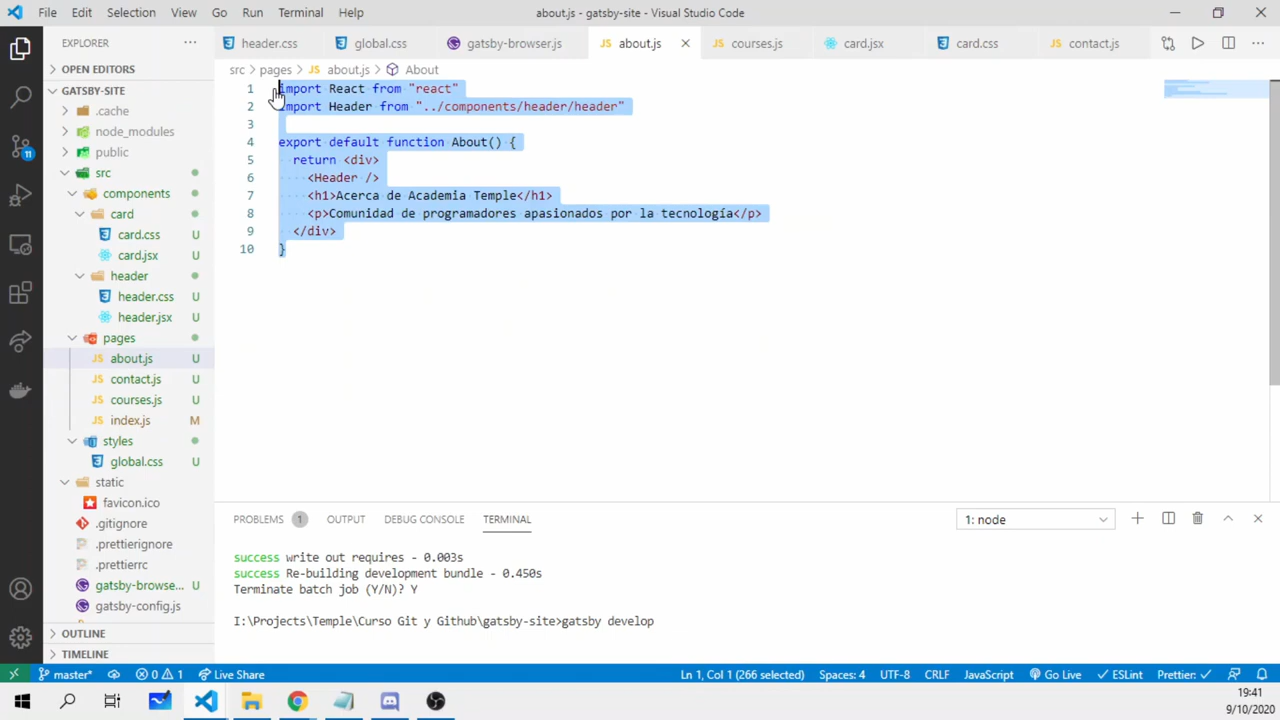 File Edit Selection View Go Run Terminal Help
about.js - gatsby-site - Visual Studio Code
EXPLORER
header.css
global.css
gatsby-browser.js
about.js
courses.js
card.jsx
card.css
contact.js
OPEN EDITORS
src > pages > JS about.js > About
GATSBY-SITE
.cache
node_modules
public
src
components
card
card.css U
card.jsx U
header
header.css U
header.jsx U
pages
JS about.js U
JS contact.js U
JS courses.js U
JS index.js M
styles
global.css U
static
favicon.ico
.gitignore
.prettierignore
.prettierrc
gatsby-browse... U
gatsby-config.js
OUTLINE
TIMELINE
11
1 import React from "react"
2 import Header from "../components/header/header"
3
4 export default function About() {
5 return <div>
6 <Header />
7 <h1>Acerca de Academia Temple</h1>
8 <p>Comunidad de programadores apasionados por la tecnología</p>
9 </div>
10 }
PROBLEMS 1 OUTPUT DEBUG CONSOLE TERMINAL
1: node
success write out requires - 0.003s
success Re-building development bundle - 0.450s
Terminate batch job (Y/N)? Y
I:\Projects\Temple\Curso Git y Github\gatsby-site>gatsby develop
master* 0 1 Live Share
Ln 1, Col 1 (266 selected) Spaces: 4 UTF-8 CRLF JavaScript Go Live ESLint Prettier: ✓
19:41
9/10/2020